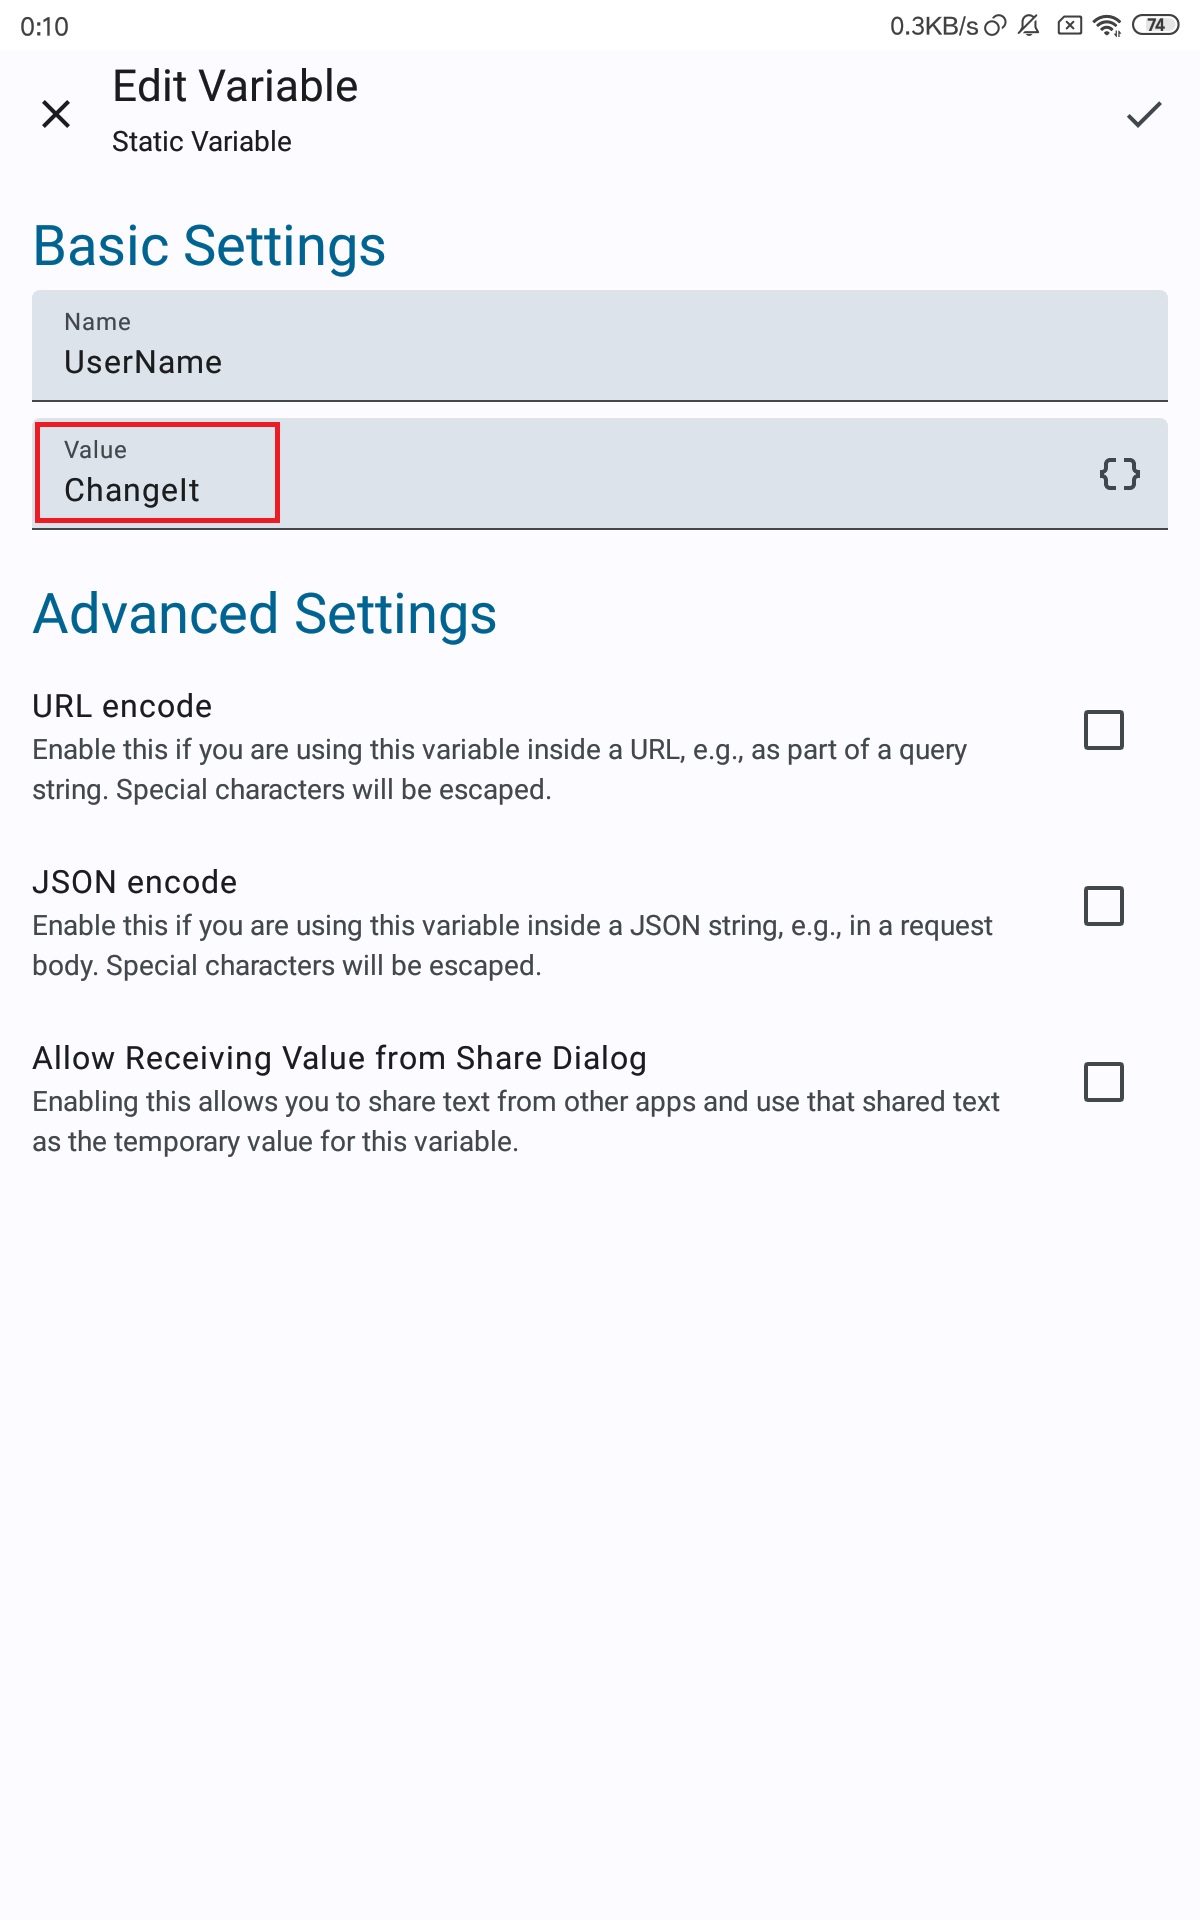 0:10
0.3KB/s 74
Edit Variable
Static Variable
Basic Settings
Name
UserName
Value
ChangeIt
{}
Advanced Settings
URL encode
Enable this if you are using this variable inside a URL, e.g., as part of a query
string. Special characters will be escaped.
JSON encode
Enable this if you are using this variable inside a JSON string, e.g., in a request
body. Special characters will be escaped.
Allow Receiving Value from Share Dialog
Enabling this allows you to share text from other apps and use that shared text
as the temporary value for this variable.